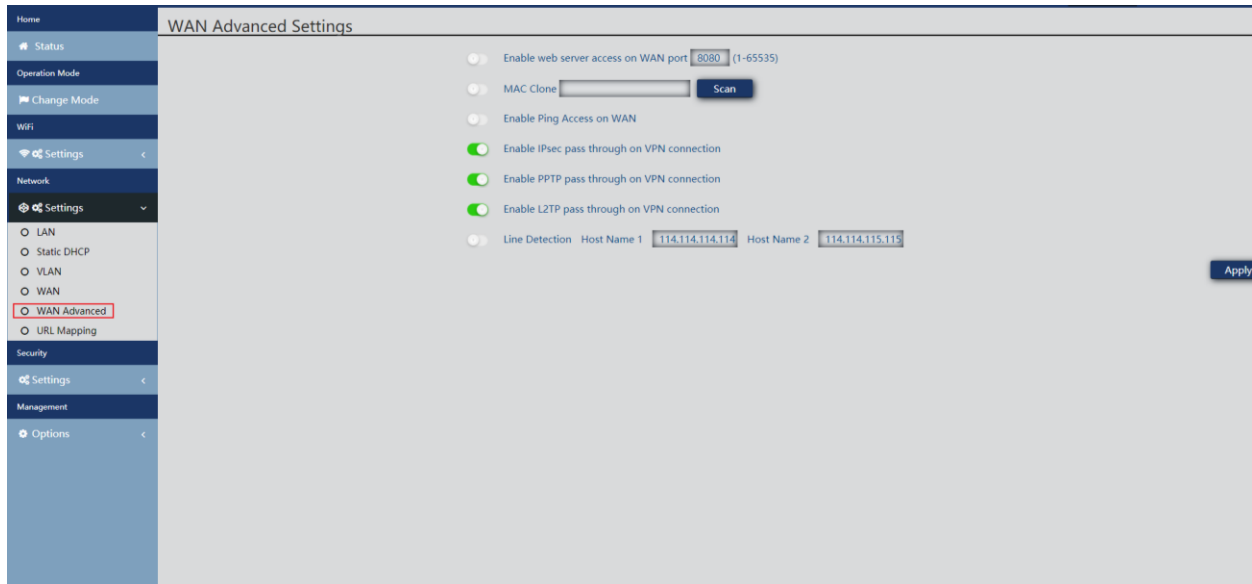 Home
Status
Operation Mode
Change Mode
WiFi
Settings
Network
Settings
LAN
Static DHCP
VLAN
WAN
WAN Advanced
URL Mapping
Security
Settings
Management
Options
WAN Advanced Settings
Enable web server access on WAN port 8080 (1-65535)
MAC Clone Scan
Enable Ping Access on WAN
Enable IPsec pass through on VPN connection
Enable PPTP pass through on VPN connection
Enable L2TP pass through on VPN connection
Line Detection Host Name 1 114.114.114.114 Host Name 2 114.114.115.115
Apply